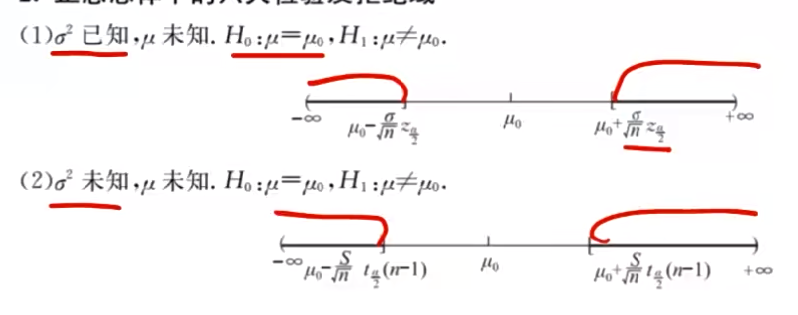 (1)σ² 已知,μ 未知. H₀:μ=μ₀,H₁:μ≠μ₀.
-∞ μ₀-σ/√n z_{α/2} μ₀ μ₀+σ/√n z_{α/2} +∞
(2)σ² 未知,μ 未知. H₀:μ=μ₀,H₁:μ≠μ₀.
-∞ μ₀-S/√n t_{α/2}(n-1) μ₀ μ₀+S/√n t_{α/2}(n-1) +∞